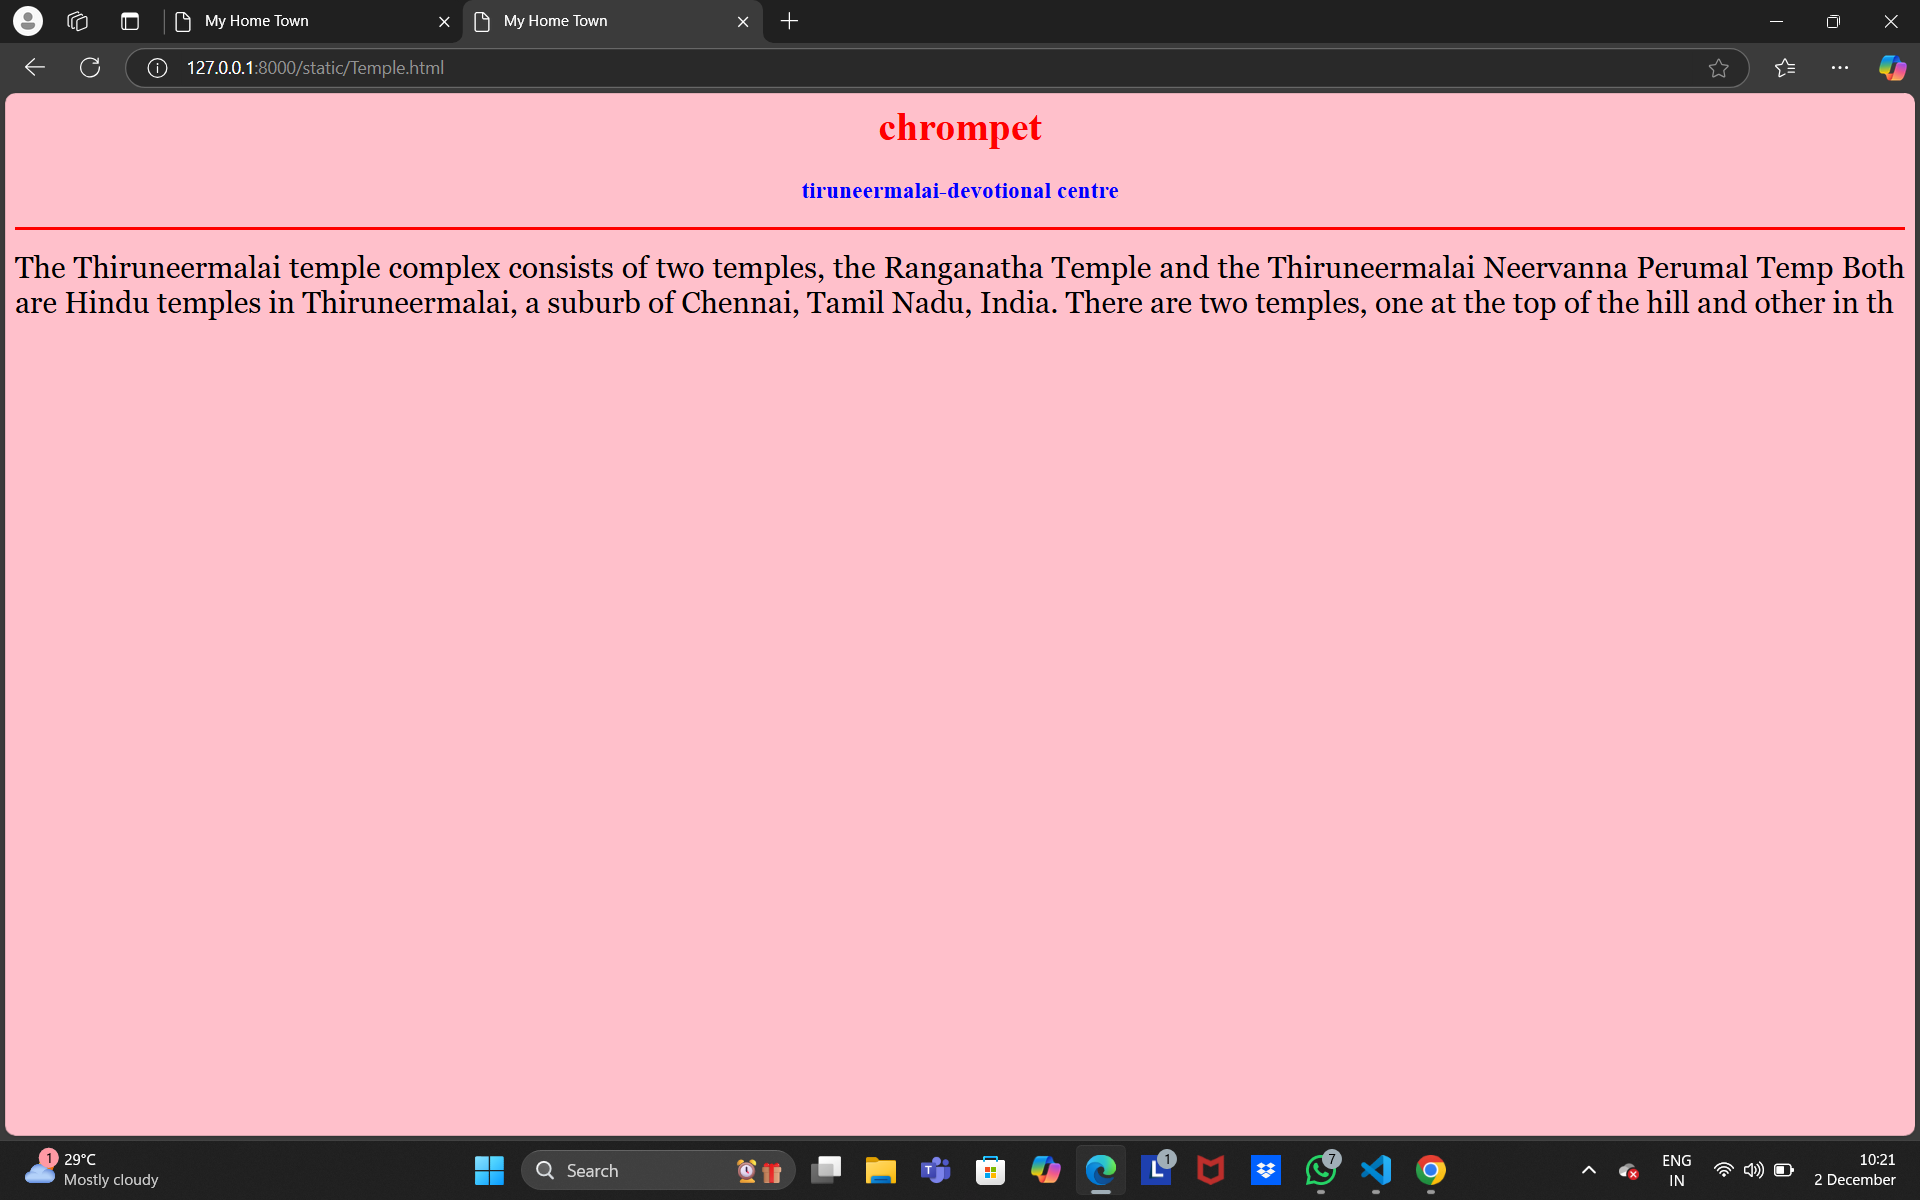 My Home Town
My Home Town
127.0.0.1:8000/static/Temple.html
chrompet
tiruneermalai-devotional centre
The Thiruneermalai temple complex consists of two temples, the Ranganatha Temple and the Thiruneermalai Neervanna Perumal Temp Both
are Hindu temples in Thiruneermalai, a suburb of Chennai, Tamil Nadu, India. There are two temples, one at the top of the hill and other in th
1
29°C
Mostly cloudy
Search
T
L
1
7
ENG
IN
10:21
2 December